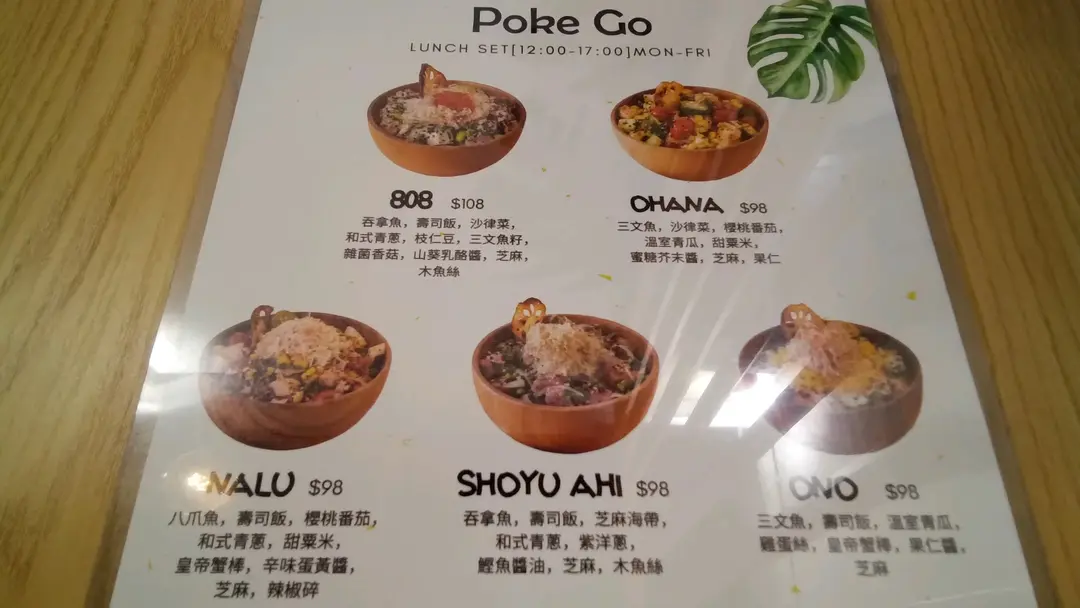 Poke Go
LUNCH SET[12:00-17:00]MON-FRI
808 $108
吞拿魚，壽司飯，沙律菜，
和式青蔥，枝仁豆，三文魚籽，
雜菌香菇，山葵乳酪醬，芝麻，
木魚絲
OHANA $98
三文魚，沙律菜，櫻桃番茄，
溫室青瓜，甜粟米，
蜜糖芥末醬，芝麻，果仁
NALU $98
八爪魚，壽司飯，櫻桃番茄，
和式青蔥，甜粟米，
皇帝蟹棒，辛味蛋黃醬，
芝麻，辣椒碎
SHOYU AHI $98
吞拿魚，壽司飯，芝麻海帶，
和式青蔥，紫洋蔥，
鰹魚醬油，芝麻，木魚絲
ONO $98
三文魚，壽司飯，溫室青瓜，
雞蛋絲，皇帝蟹棒，果仁醬，
芝麻